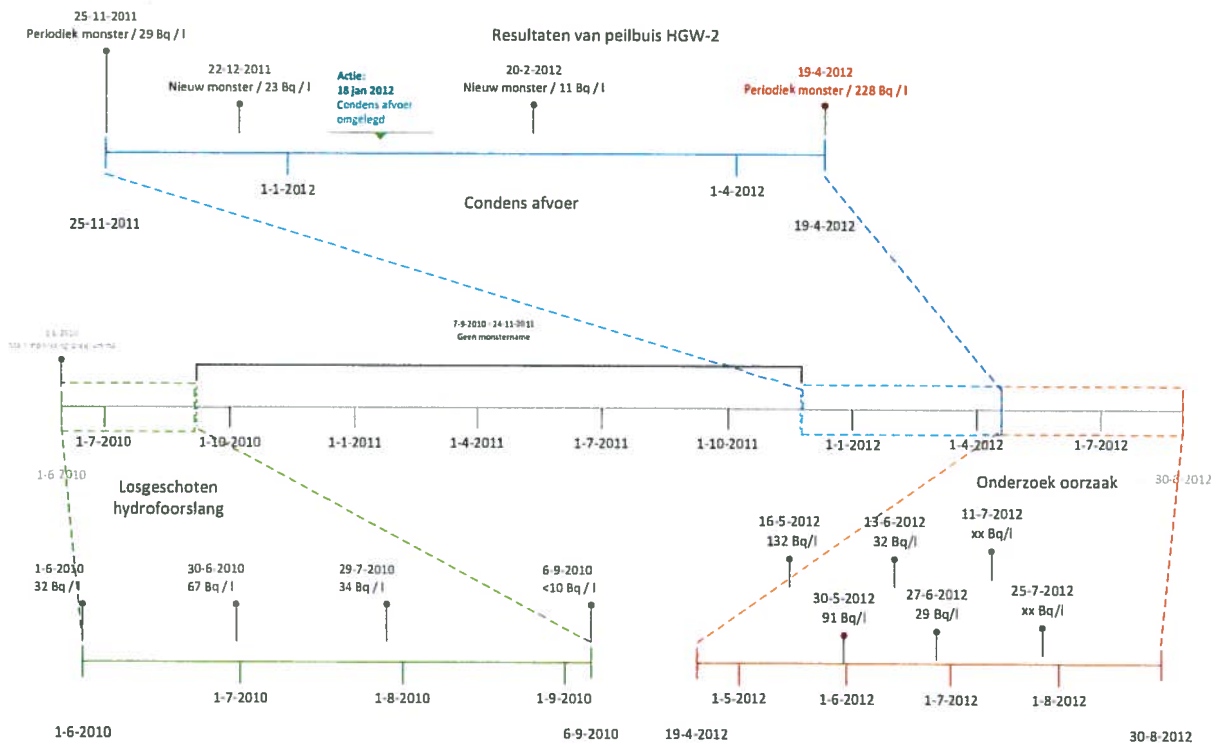 25-11-2011
Periodiek monster / 29 Bq / l
Resultaten van peilbuis HGW-2
22-12-2011
Nieuw monster / 23 Bq / l
Actie:
18 jan 2012
Condens afvoer
omgelegd
20-2-2012
Nieuw monster / 11 Bq / l
19-4-2012
Periodiek monster / 228 Bq / l
1-1-2012
1-4-2012
Condens afvoer
25-11-2011
19-4-2012
7-9-2010 - 24-11-2011
Geen monstername
1-7-2010
1-10-2010
1-1-2011
1-4-2011
1-7-2011
1-10-2011
1-1-2012
1-4-2012
1-7-2012
1-6-2010
30-8-2012
Losgeschoten
hydrofoorslang
Onderzoek oorzaak
1-6-2010
32 Bq / l
30-6-2010
67 Bq / l
29-7-2010
34 Bq / l
6-9-2010
<10 Bq / l
16-5-2012
132 Bq/l
13-6-2012
32 Bq/l
11-7-2012
xx Bq/l
30-5-2012
91 Bq/l
27-6-2012
29 Bq/l
25-7-2012
xx Bq/l
1-7-2010
1-8-2010
1-9-2010
1-5-2012
1-6-2012
1-7-2012
1-8-2012
1-6-2010
6-9-2010
19-4-2012
30-8-2012